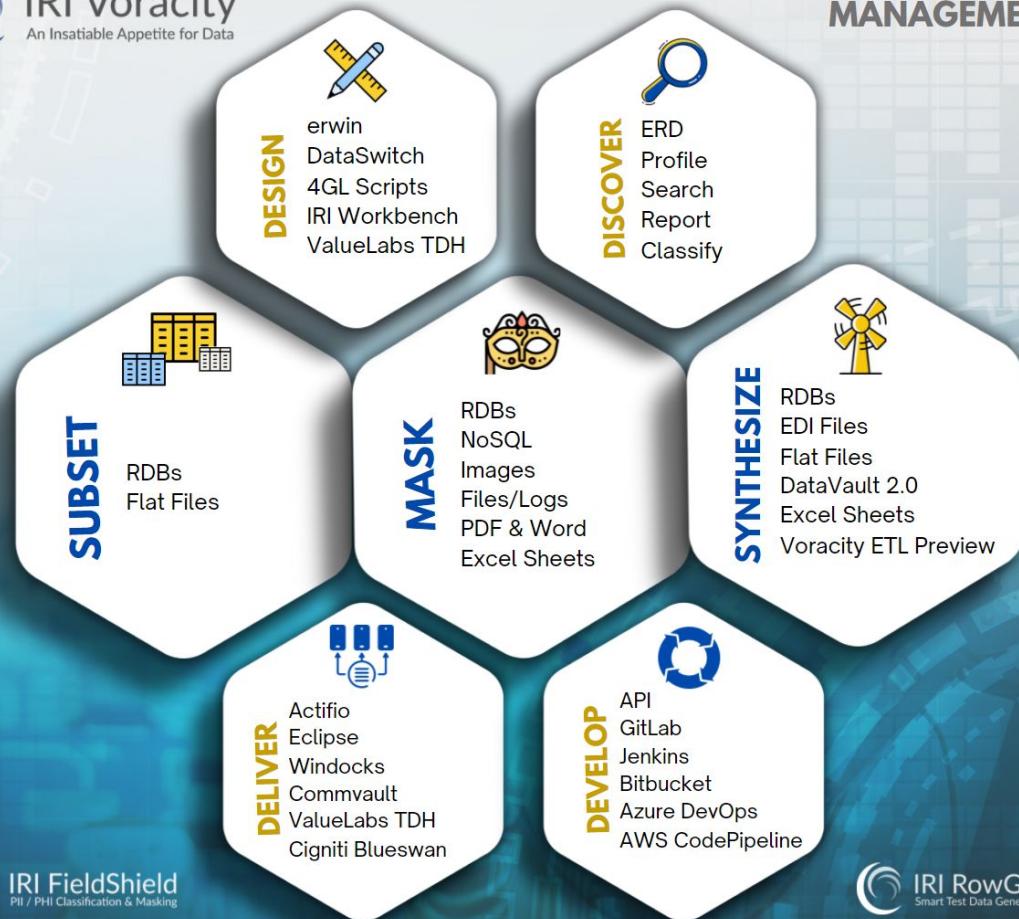 IRI Voracity
An Insatiable Appetite for Data
DESIGN
erwin
DataSwitch
4GL Scripts
IRI Workbench
ValueLabs TDH
DISCOVER
ERD
Profile
Search
Report
Classify
SUBSET
RDBs
Flat Files
MASK
RDBs
NoSQL
Images
Files/Logs
PDF & Word
Excel Sheets
SYNTHESIZE
RDBs
EDI Files
Flat Files
DataVault 2.0
Excel Sheets
Voracity ETL Preview
DELIVER
Actifio
Eclipse
Windocks
Commvault
ValueLabs TDH
Cigniti Blueswan
DEVELOP
API
GitLab
Jenkins
Bitbucket
Azure DevOps
AWS CodePipeline
IRI FieldShield
PII / PHI Classification & Masking
IRI
Smart Test Data